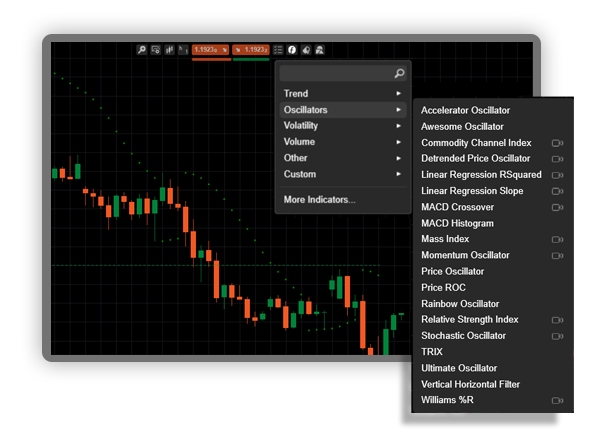 1.1923₀
1.1923₂
Trend
Oscillators
Volatility
Volume
Other
Custom
More Indicators...
Accelerator Oscillator
Awesome Oscillator
Commodity Channel Index
Detrended Price Oscillator
Linear Regression RSquared
Linear Regression Slope
MACD Crossover
MACD Histogram
Mass Index
Momentum Oscillator
Price Oscillator
Price ROC
Rainbow Oscillator
Relative Strength Index
Stochastic Oscillator
TRIX
Ultimate Oscillator
Vertical Horizontal Filter
Williams %R